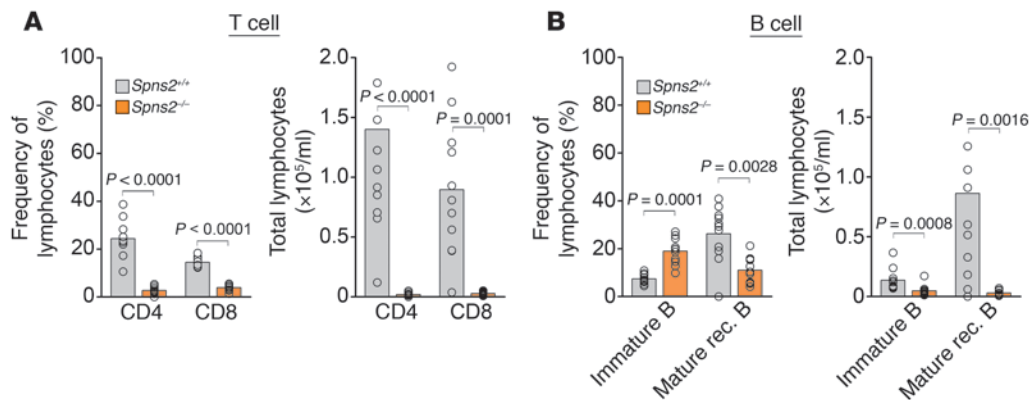 A
T cell
Frequency of
lymphocytes (%)
100
80
60
40
20
0
Spns2+/+
Spns2–/–
P < 0.0001
P < 0.0001
CD4
CD8
Total lymphocytes
(×10⁵/ml)
2.0
1.5
1.0
0.5
0
P < 0.0001
P = 0.0001
CD4
CD8
B
B cell
Frequency of
lymphocytes (%)
100
80
60
40
20
0
Spns2+/+
Spns2–/–
P = 0.0001
P = 0.0028
Immature B
Mature rec. B
Total lymphocytes
(×10⁵/ml)
2.0
1.5
1.0
0.5
0
P = 0.0008
P = 0.0016
Immature B
Mature rec. B